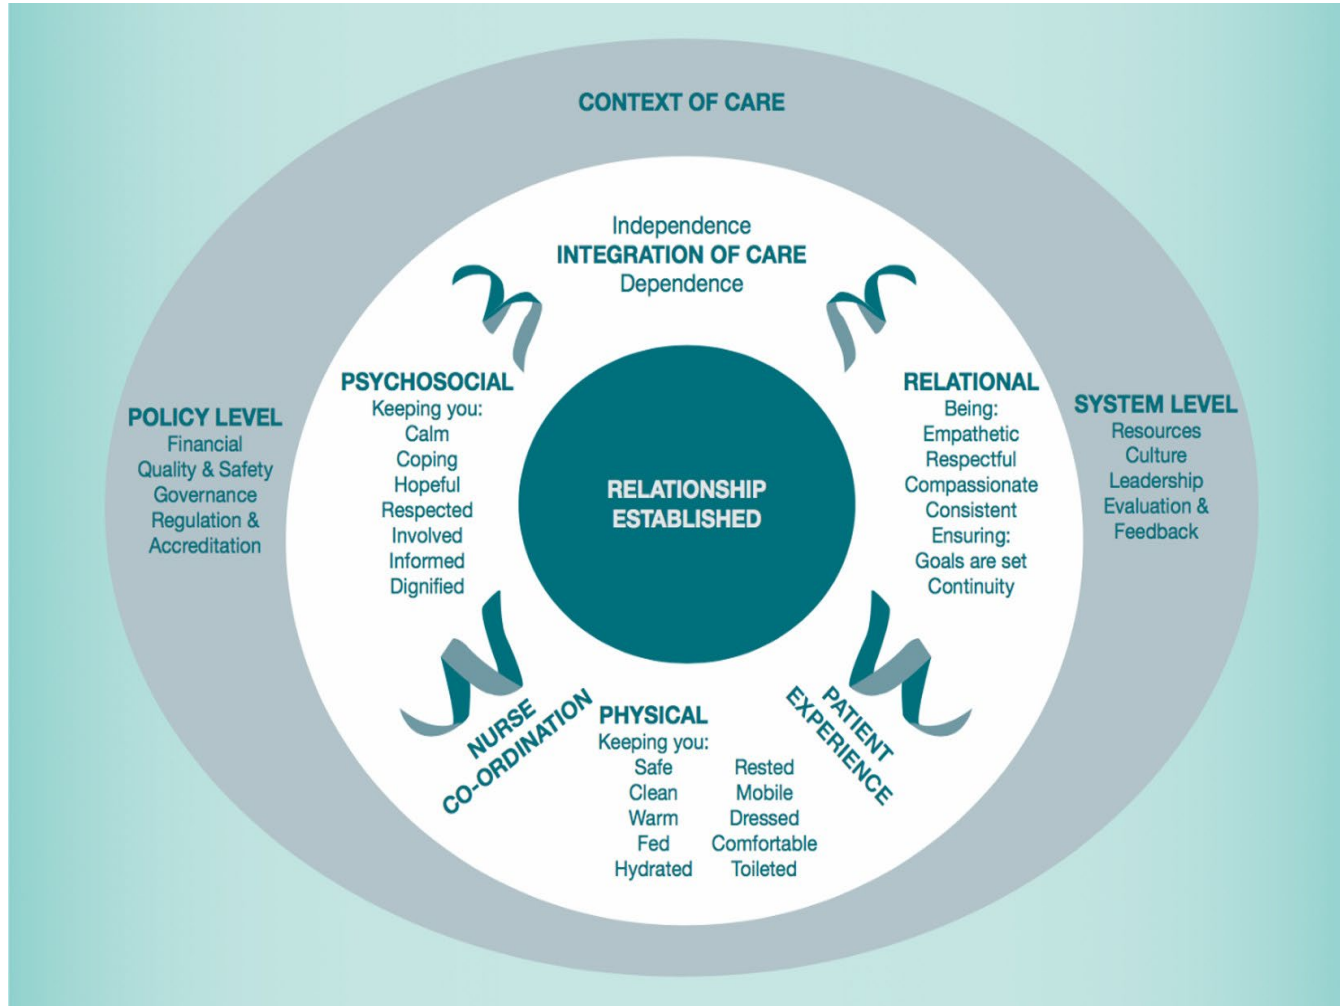 CONTEXT OF CARE
Independence
INTEGRATION OF CARE
Dependence
PSYCHOSOCIAL
Keeping you:
Calm
Coping
Hopeful
Respected
Involved
Informed
Dignified
RELATIONAL
Being:
Empathetic
Respectful
Compassionate
Consistent
Ensuring:
Goals are set
Continuity
POLICY LEVEL
Financial
Quality & Safety
Governance
Regulation &
Accreditation
SYSTEM LEVEL
Resources
Culture
Leadership
Evaluation &
Feedback
RELATIONSHIP
ESTABLISHED
NURSE
CO-ORDINATION
PHYSICAL
Keeping you:
Safe
Clean
Warm
Fed
Hydrated
Rested
Mobile
Dressed
Comfortable
Toileted
PATIENT
EXPERIENCE